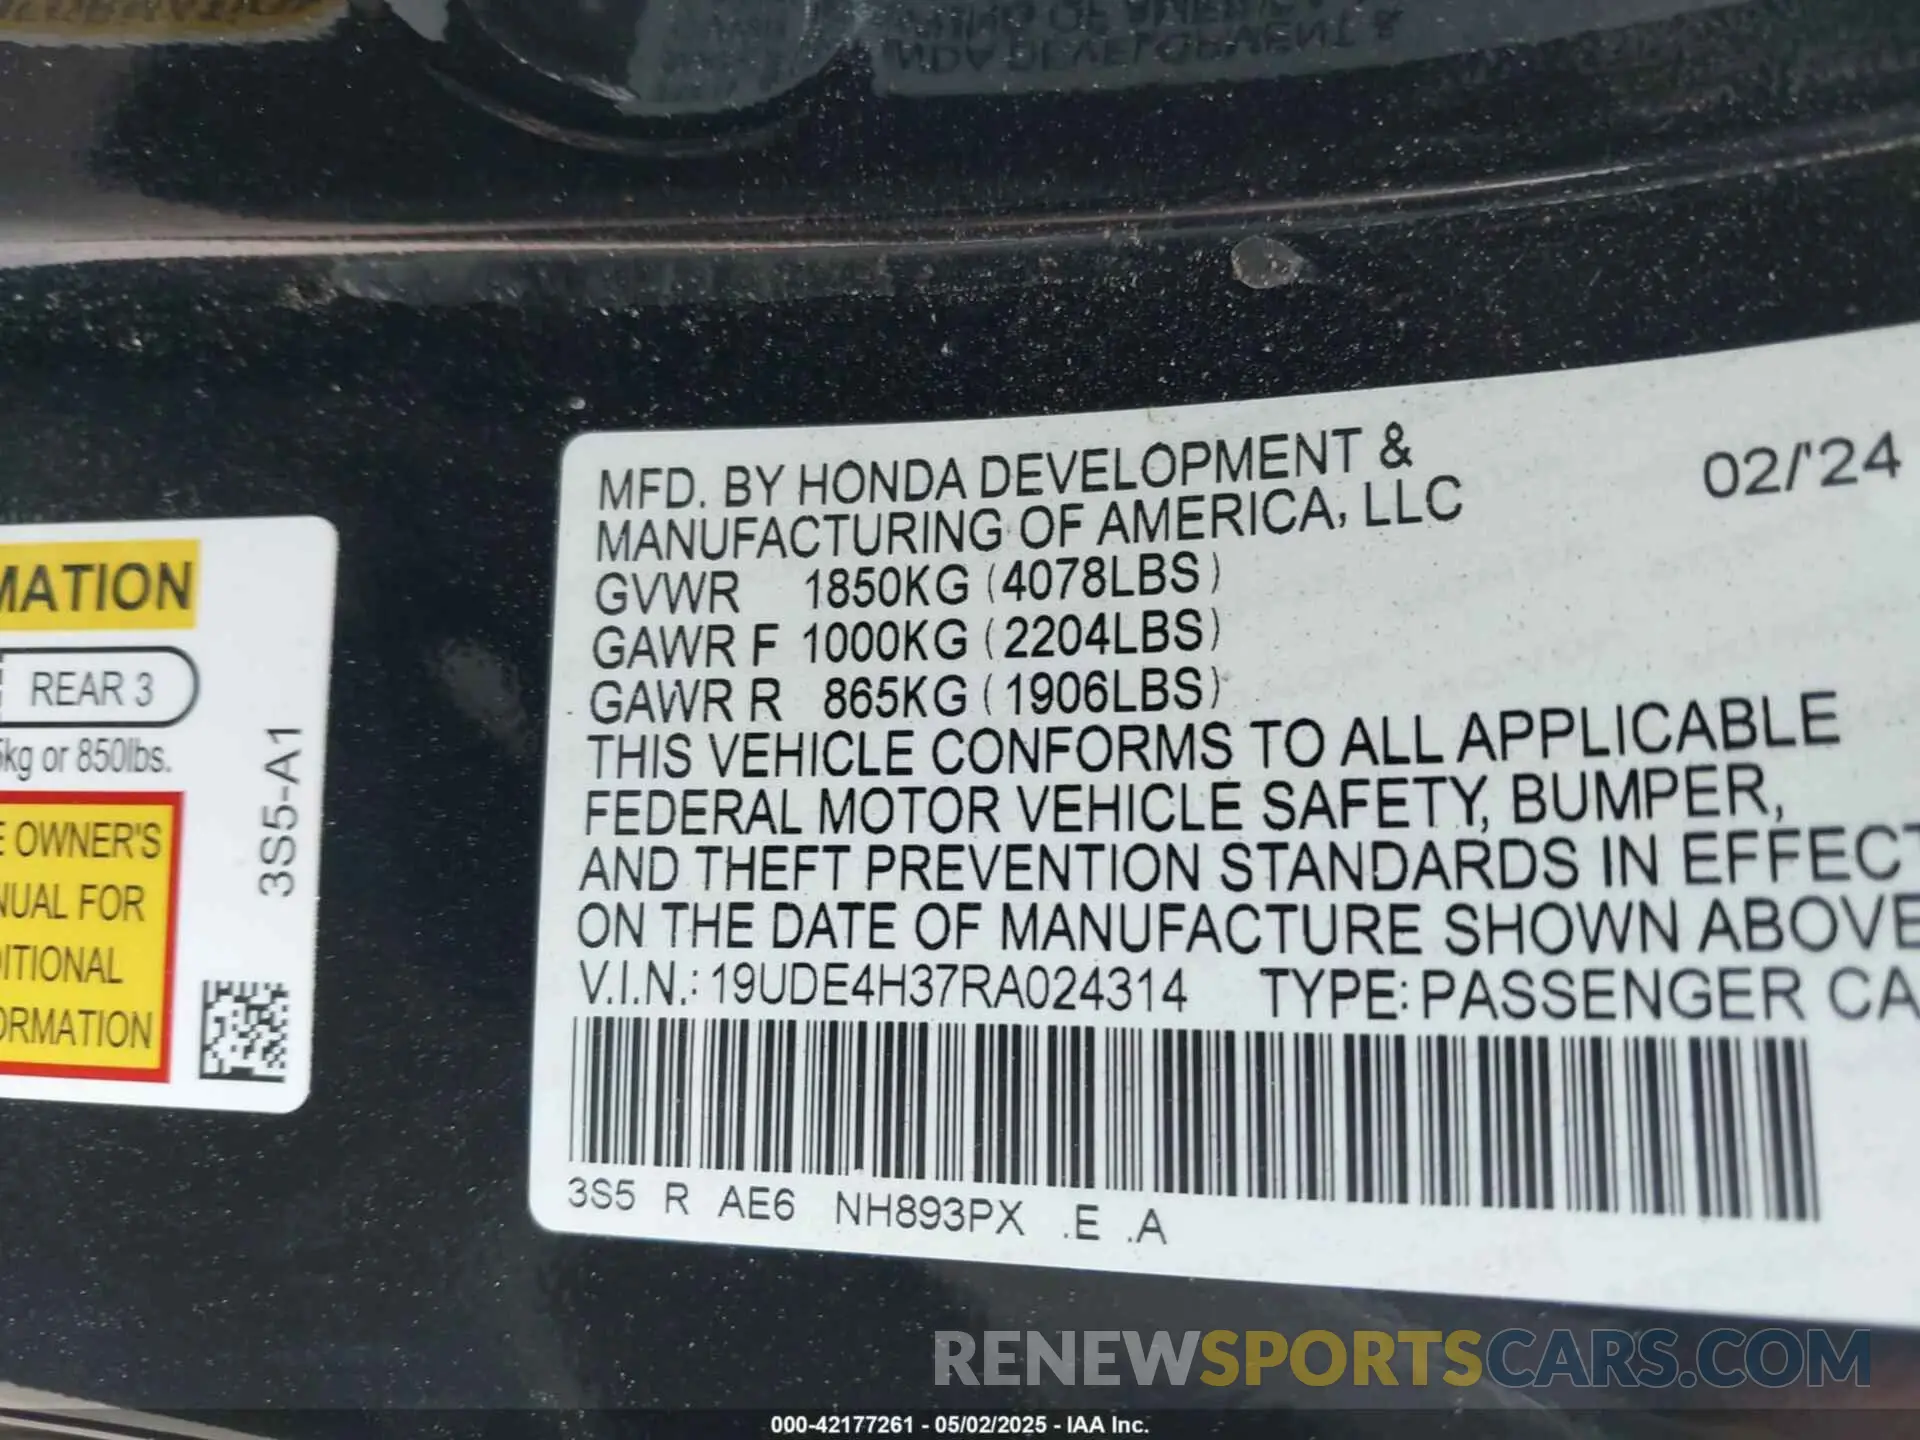 MATION
REAR 3
5kg or 850lbs.
E OWNER'S
NUAL FOR
DITIONAL
ORMATION
3S5-A1
MFD. BY HONDA DEVELOPMENT &
MANUFACTURING OF AMERICA, LLC
02/'24
GVWR 1850KG (4078LBS)
GAWR F 1000KG (2204LBS)
GAWR R 865KG (1906LBS)
THIS VEHICLE CONFORMS TO ALL APPLICABLE
FEDERAL MOTOR VEHICLE SAFETY, BUMPER,
AND THEFT PREVENTION STANDARDS IN EFFECT
ON THE DATE OF MANUFACTURE SHOWN ABOVE
V.I.N.: 19UDE4H37RA024314 TYPE: PASSENGER CA
3S5 R AE6 NH893PX .E .A
RENEWSPORTSCARS.COM
000-42177261 - 05/02/2025 - IAA Inc.